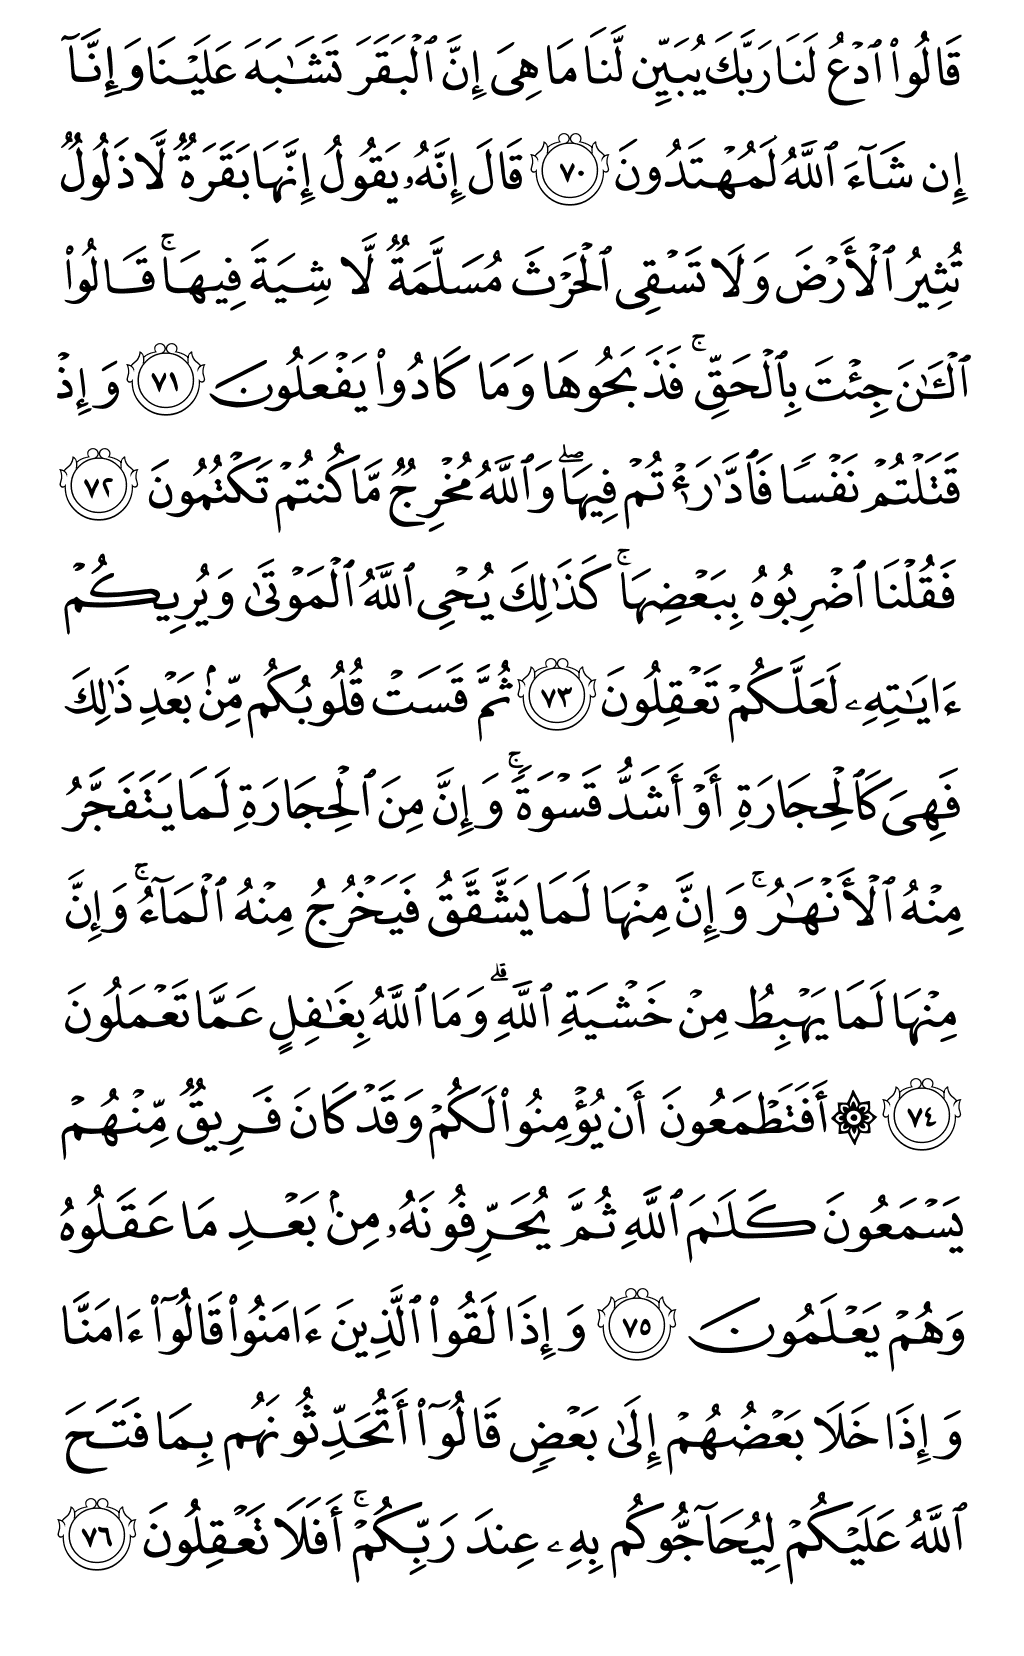 قَالُوا۟ ٱدۡعُ لَنَا رَبَّكَ يُبَيِّن لَّنَا مَا هِىَ إِنَّ ٱلۡبَقَرَ تَشَـٰبَهَ عَلَيۡنَا وَإِنَّآ
إِن شَآءَ ٱللَّهُ لَمُهۡتَدُونَ ٧٠ قَالَ إِنَّهُۥ يَقُولُ إِنَّهَا بَقَرَةٌ لَّا ذَلُولٌ
تُثِيرُ ٱلۡأَرۡضَ وَلَا تَسۡقِى ٱلۡحَرۡثَ مُسَلَّمَةٌ لَّا شِيَةَ فِيهَاۚ قَالُوا۟
ٱلۡـَٔـٰنَ جِئۡتَ بِٱلۡحَقِّۚ فَذَبَحُوهَا وَمَا كَادُوا۟ يَفۡعَلُونَ ٧١ وَإِذۡ
قَتَلۡتُمۡ نَفۡسًا فَٱدَّٰرَٰٔتُمۡ فِيهَاۖ وَٱللَّهُ مُخۡرِجٌ مَّا كُنتُمۡ تَكۡتُمُونَ ٧٢
فَقُلۡنَا ٱضۡرِبُوهُ بِبَعۡضِهَاۚ كَذَٰلِكَ يُحۡىِ ٱللَّهُ ٱلۡمَوۡتَىٰ وَيُرِيكُمۡ
ءَايَـٰتِهِۦ لَعَلَّكُمۡ تَعۡقِلُونَ ٧٣ ثُمَّ قَسَتۡ قُلُوبُكُم مِّنۢ بَعۡدِ ذَٰلِكَ
فَهِىَ كَٱلۡحِجَارَةِ أَوۡ أَشَدُّ قَسۡوَةًۚ وَإِنَّ مِنَ ٱلۡحِجَارَةِ لَمَا يَتَفَجَّرُ
مِنۡهُ ٱلۡأَنۡهَـٰرُۚ وَإِنَّ مِنۡهَا لَمَا يَشَّقَّقُ فَيَخۡرُجُ مِنۡهُ ٱلۡمَآءُۚ وَإِنَّ
مِنۡهَا لَمَا يَهۡبِطُ مِنۡ خَشۡيَةِ ٱللَّهِۗ وَمَا ٱللَّهُ بِغَـٰفِلٍ عَمَّا تَعۡمَلُونَ
٧٤ ۞ أَفَتَطۡمَعُونَ أَن يُؤۡمِنُوا۟ لَكُمۡ وَقَدۡ كَانَ فَرِيقٌ مِّنۡهُمۡ
يَسۡمَعُونَ كَلَـٰمَ ٱللَّهِ ثُمَّ يُحَرِّفُونَهُۥ مِنۢ بَعۡدِ مَا عَقَلُوهُ
وَهُمۡ يَعۡلَمُونَ ٧٥ وَإِذَا لَقُوا۟ ٱلَّذِينَ ءَامَنُوا۟ قَالُوٓا۟ ءَامَنَّا
وَإِذَا خَلَا بَعۡضُهُمۡ إِلَىٰ بَعۡضٍ قَالُوٓا۟ أَتُحَدِّثُونَهُم بِمَا فَتَحَ
ٱللَّهُ عَلَيۡكُمۡ لِيُحَآجُّوكُم بِهِۦ عِندَ رَبِّكُمۡۚ أَفَلَا تَعۡقِلُونَ ٧٦